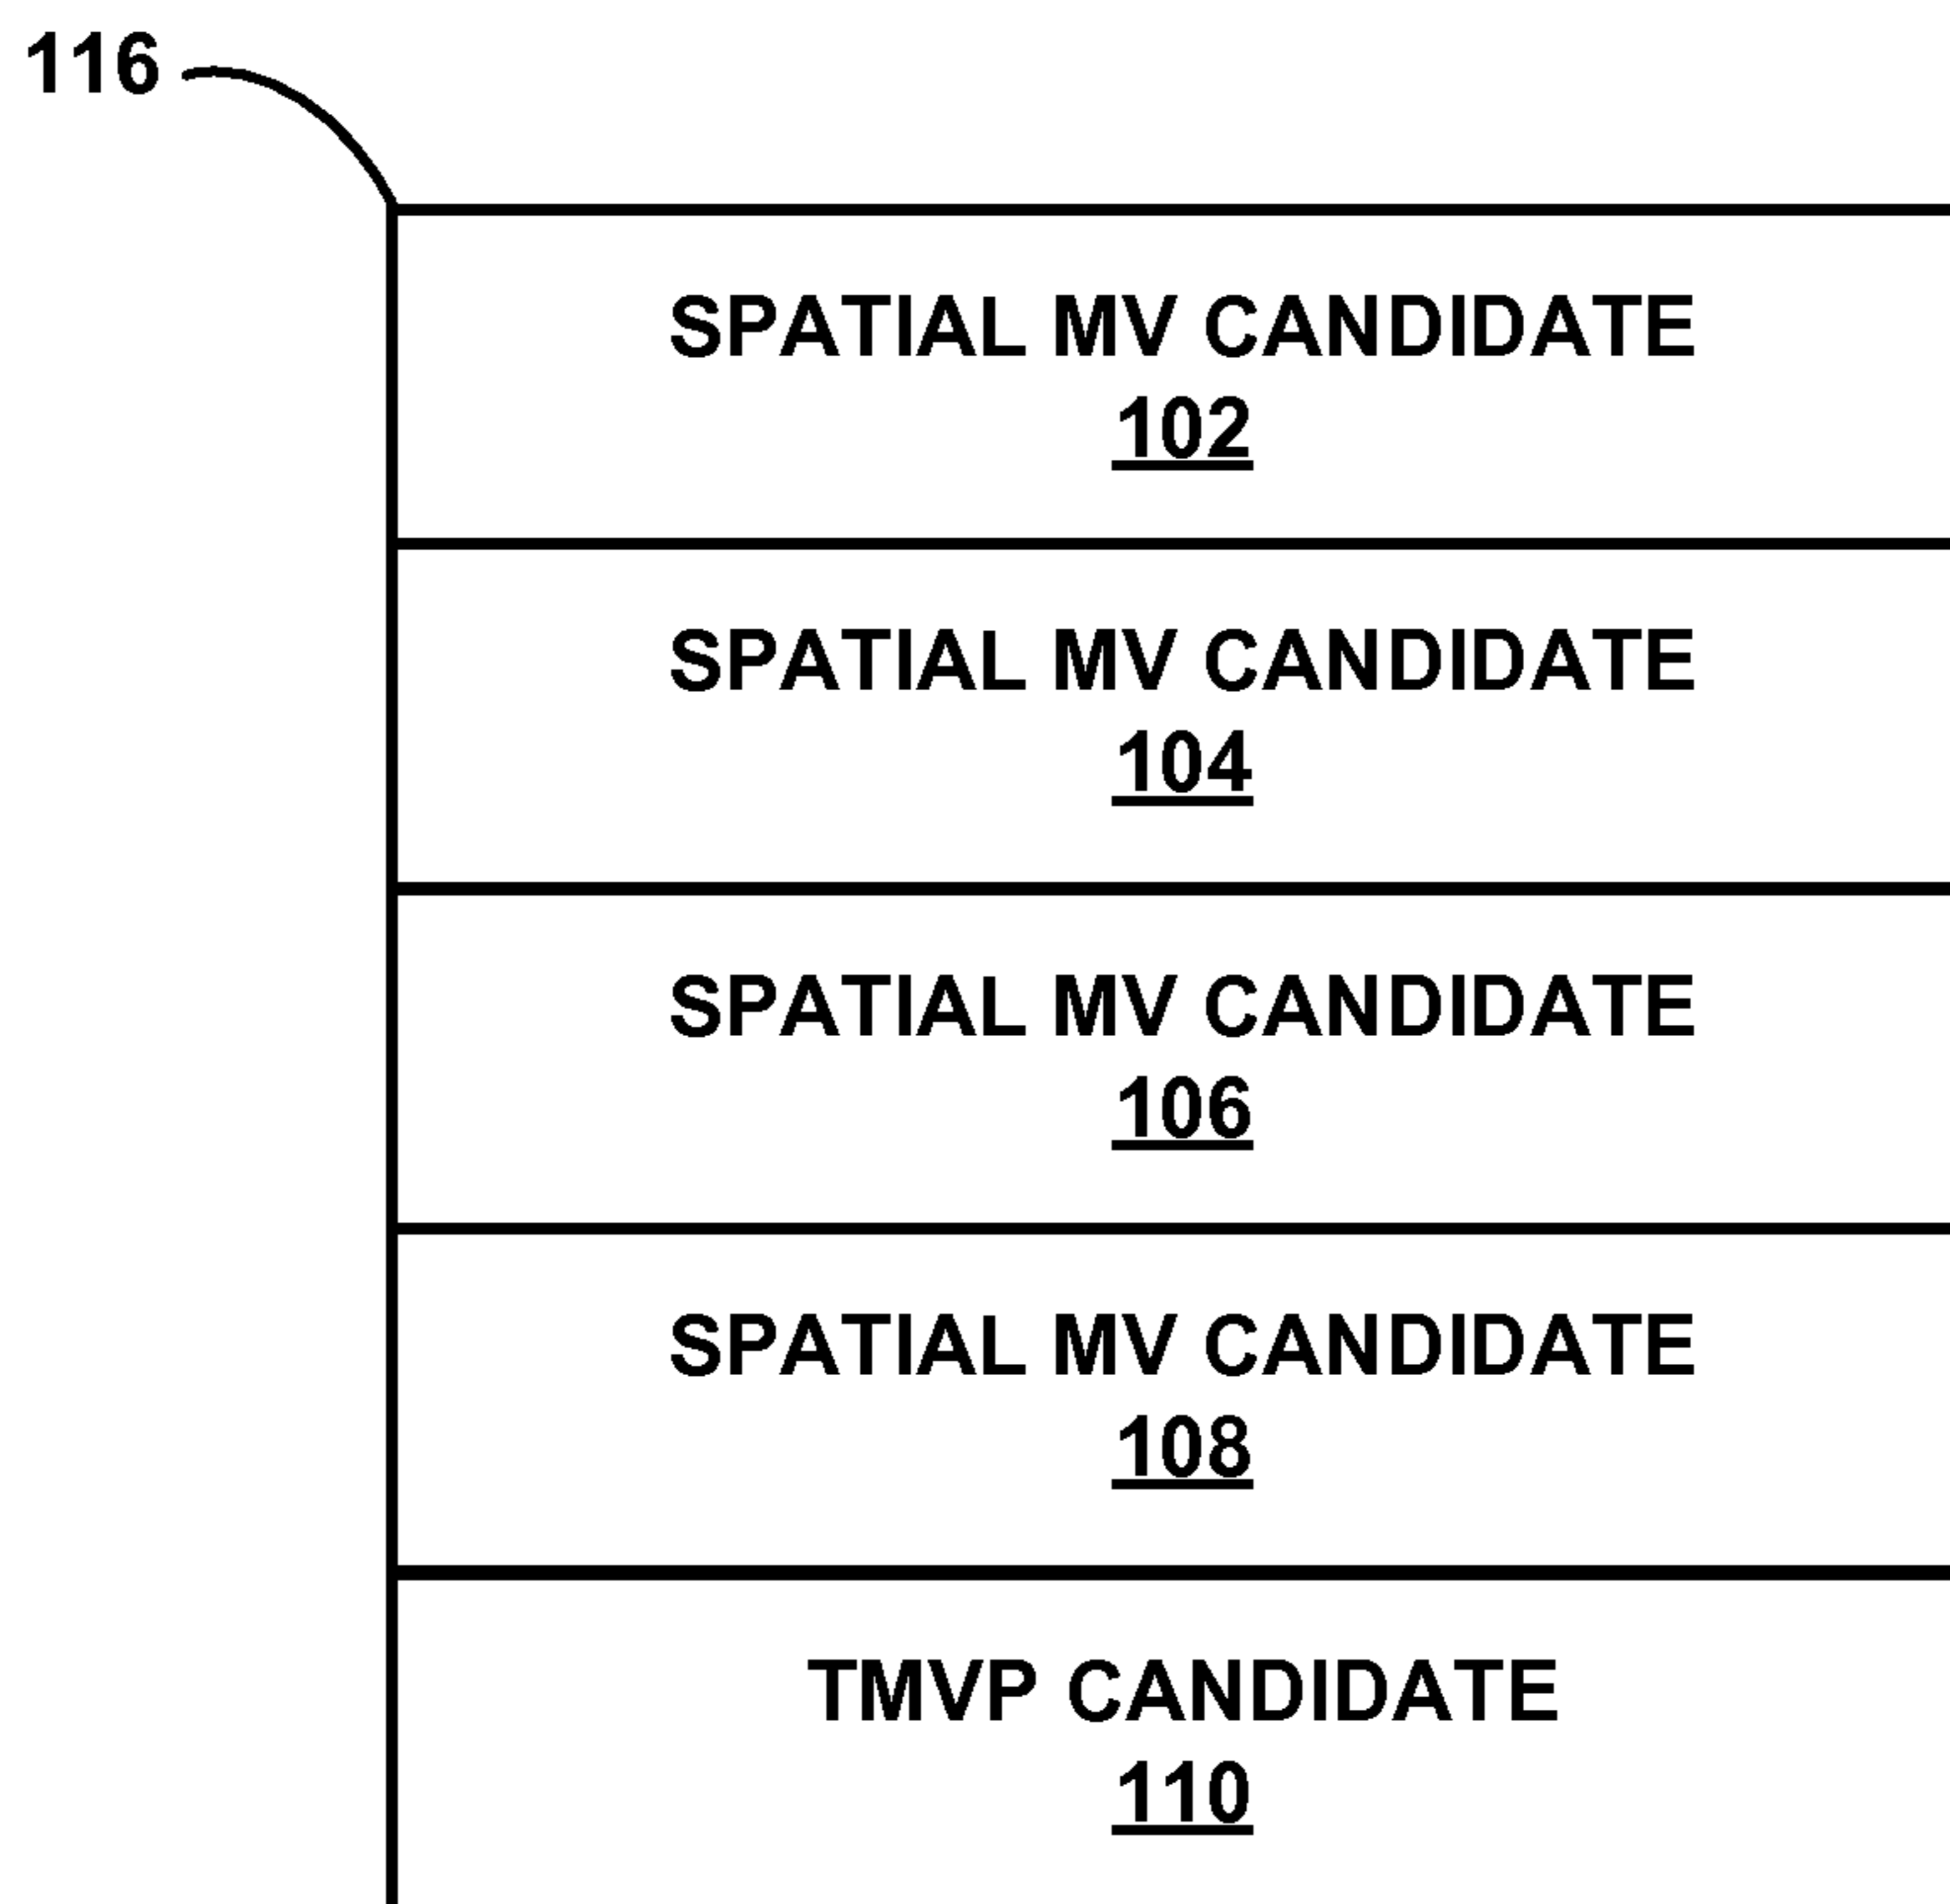 116
SPATIAL MV CANDIDATE
102
SPATIAL MV CANDIDATE
104
SPATIAL MV CANDIDATE
106
SPATIAL MV CANDIDATE
108
TMVP CANDIDATE
110